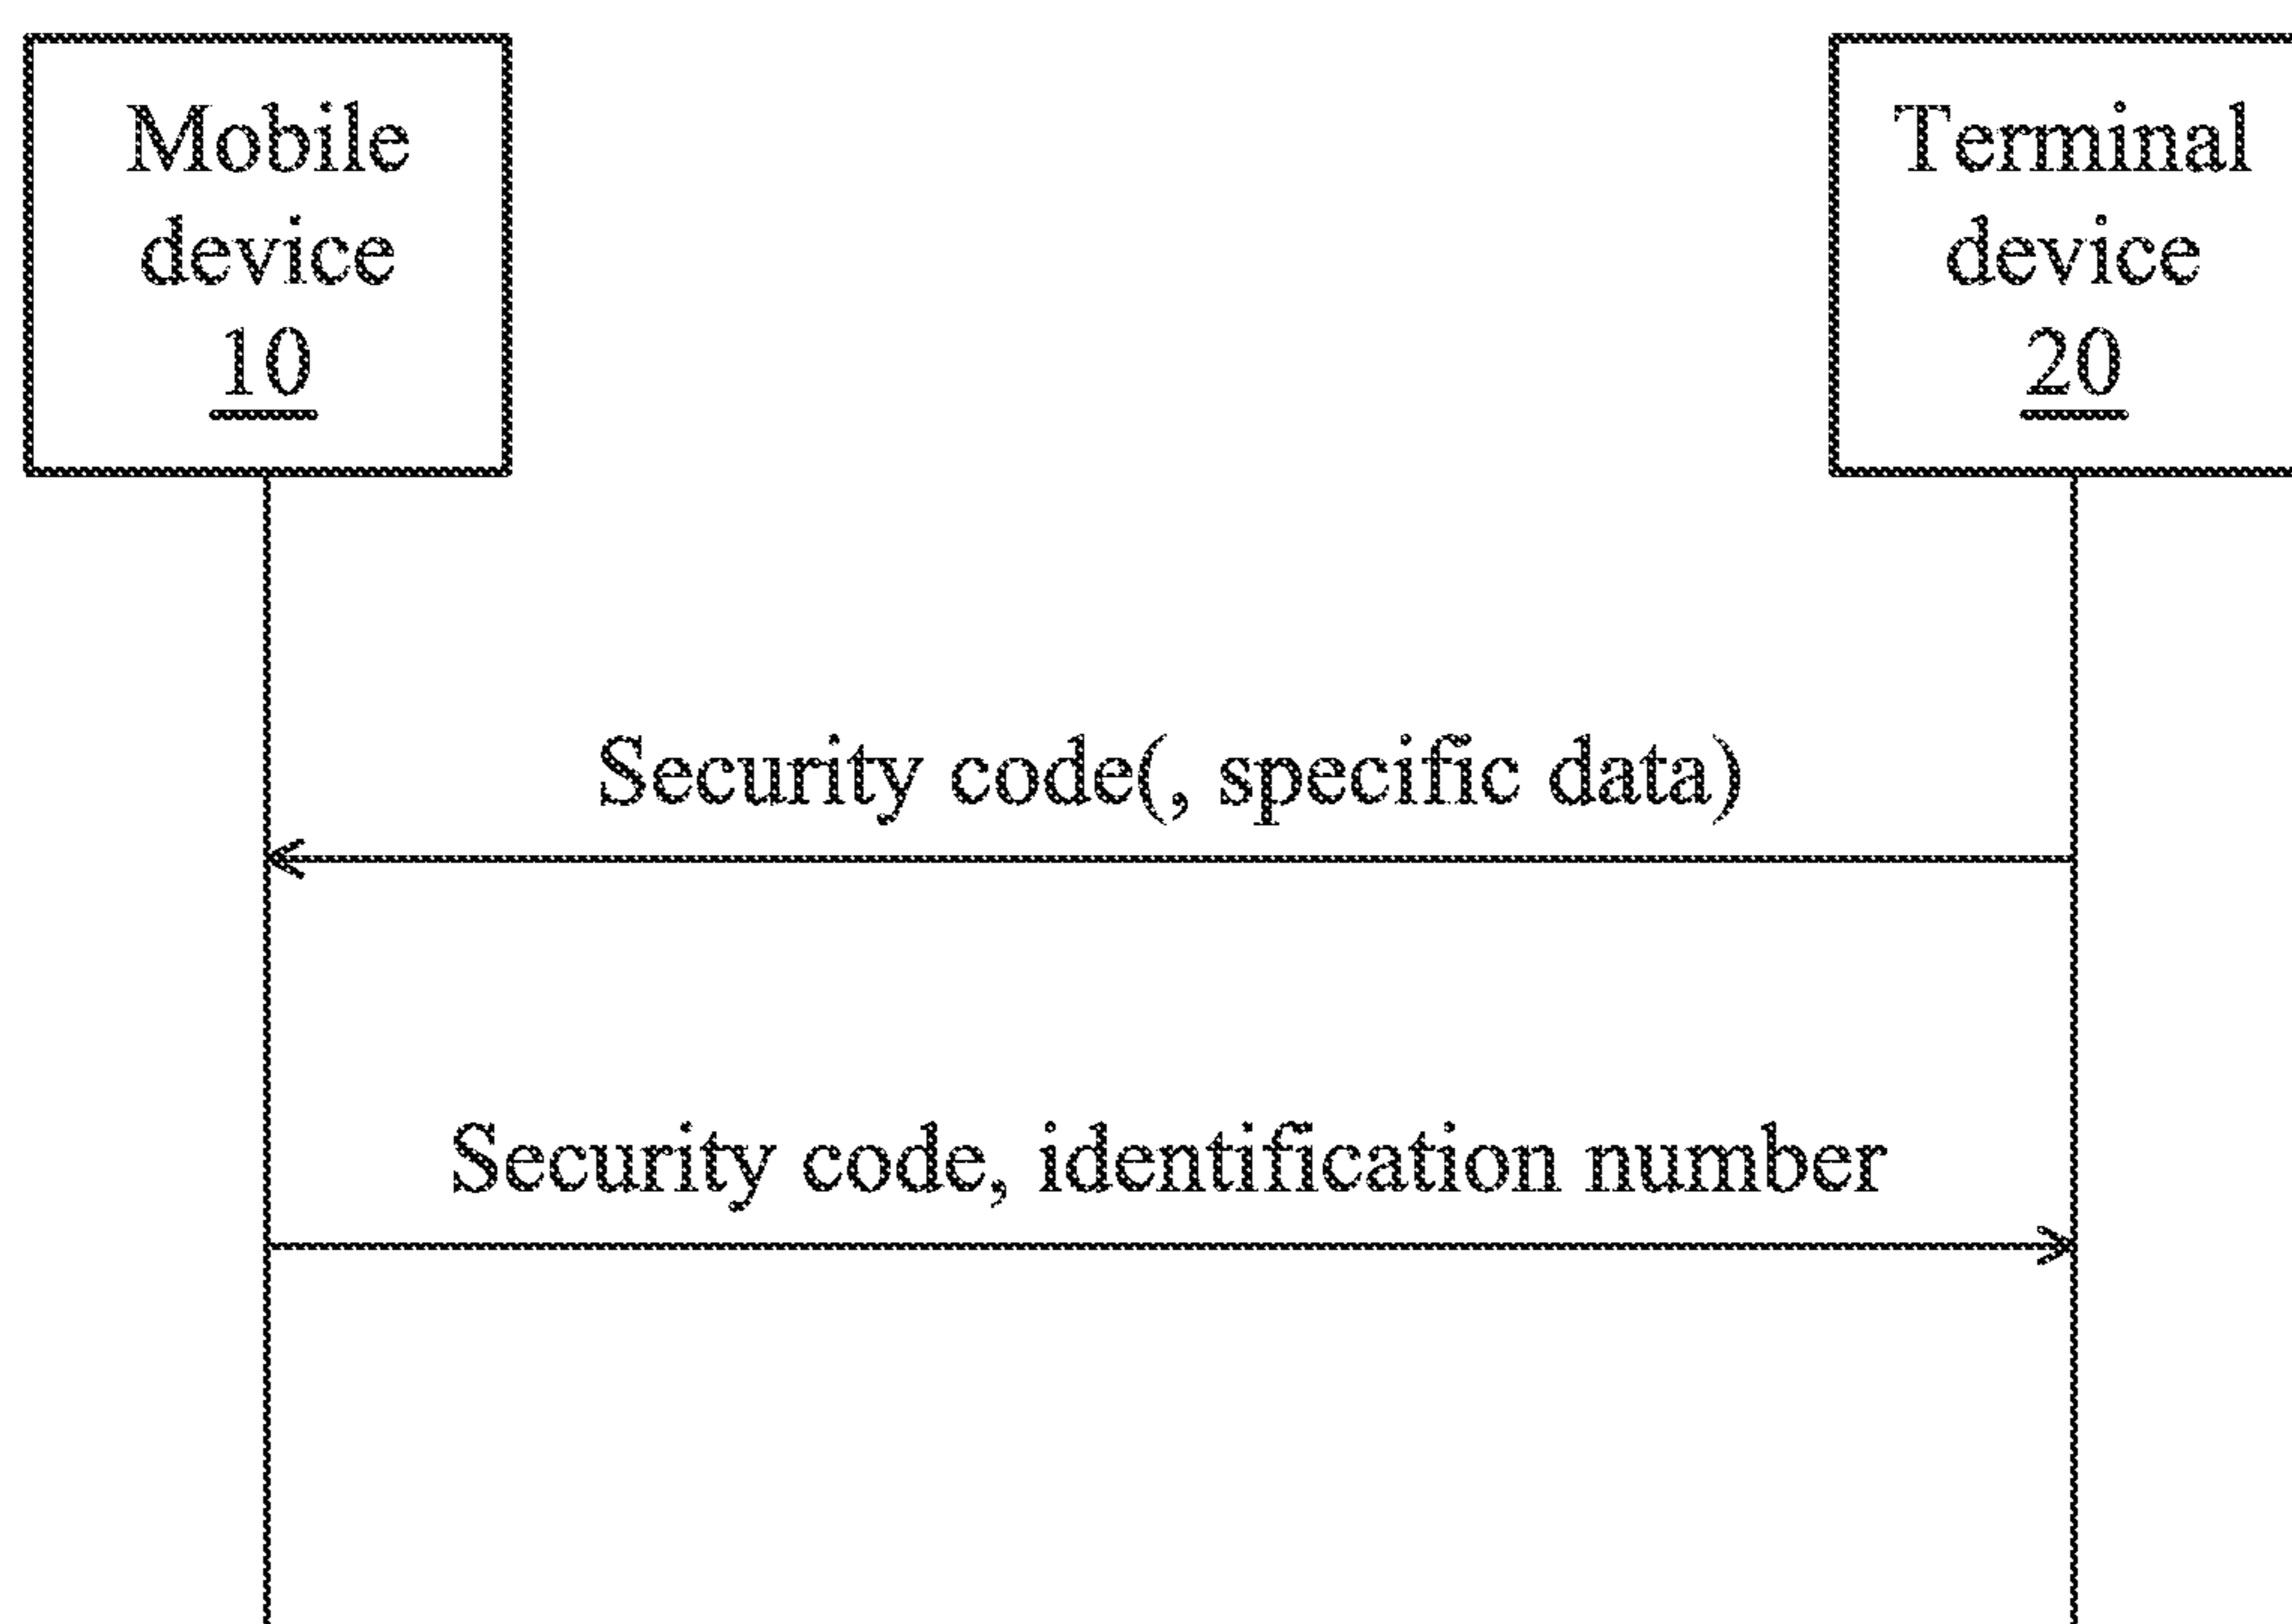 Mobile
device
10
Terminal
device
20
Security code(, specific data)
Security code, identification number